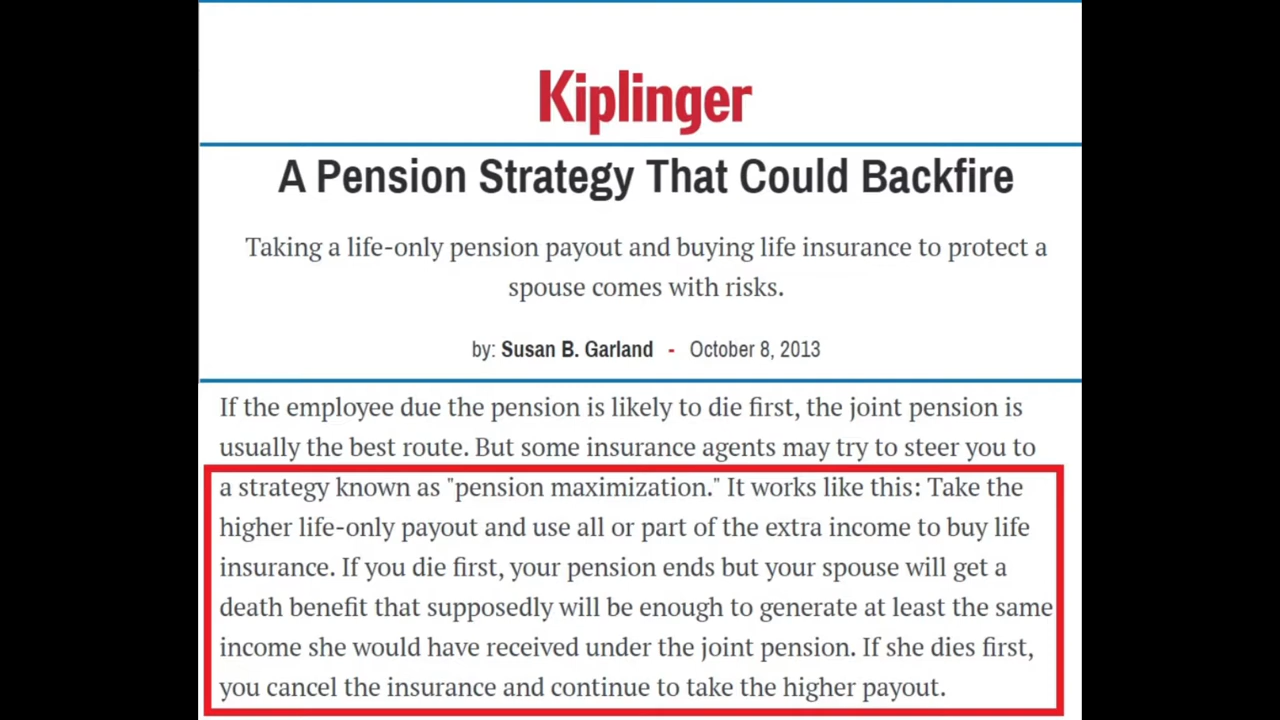 Kiplinger
A Pension Strategy That Could Backfire
Taking a life-only pension payout and buying life insurance to protect a
spouse comes with risks.
by: Susan B. Garland - October 8, 2013
If the employee due the pension is likely to die first, the joint pension is
usually the best route. But some insurance agents may try to steer you to
a strategy known as "pension maximization." It works like this: Take the
higher life-only payout and use all or part of the extra income to buy life
insurance. If you die first, your pension ends but your spouse will get a
death benefit that supposedly will be enough to generate at least the same
income she would have received under the joint pension. If she dies first,
you cancel the insurance and continue to take the higher payout.